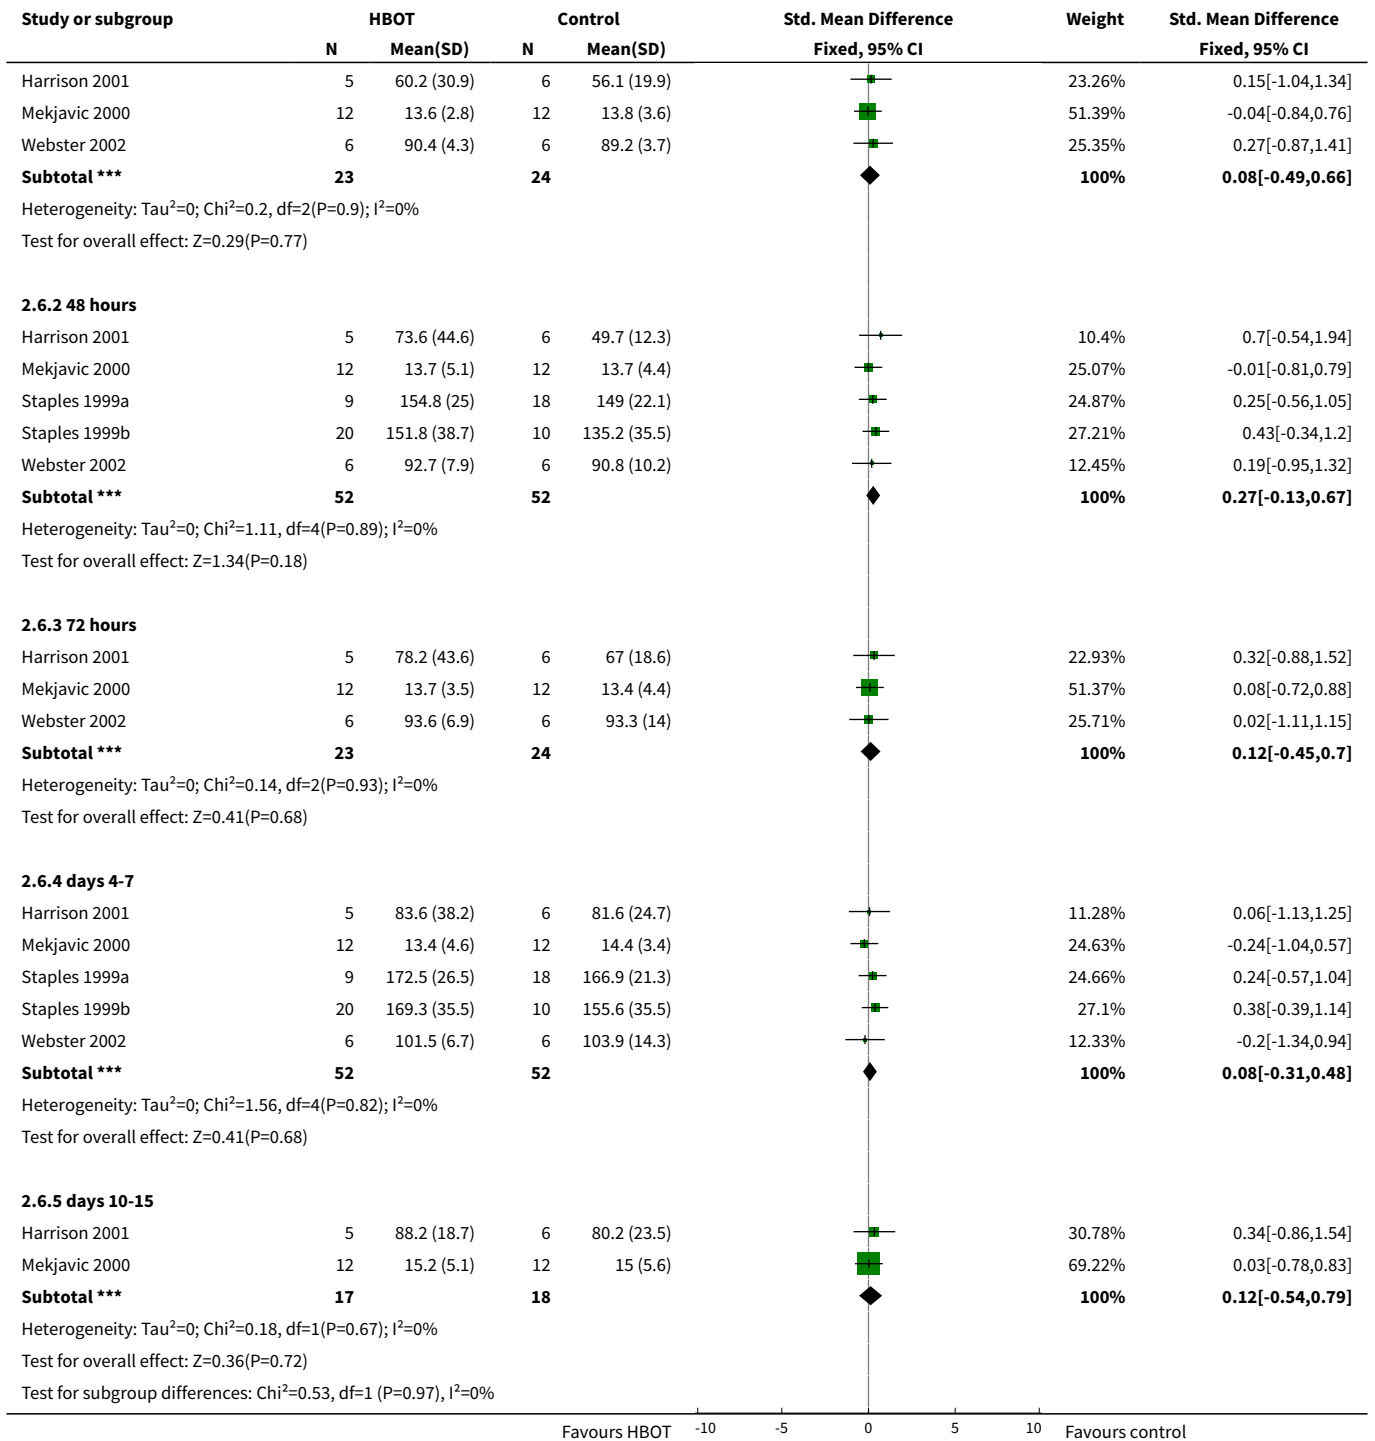 Study or subgroup HBOT Control Std. Mean Difference Weight Std. Mean Difference
N Mean(SD) N Mean(SD) Fixed, 95% CI Fixed, 95% CI
Harrison 2001 5 60.2 (30.9) 6 56.1 (19.9) 23.26% 0.15[-1.04,1.34]
Mekjavic 2000 12 13.6 (2.8) 12 13.8 (3.6) 51.39% -0.04[-0.84,0.76]
Webster 2002 6 90.4 (4.3) 6 89.2 (3.7) 25.35% 0.27[-0.87,1.41]
Subtotal *** 23 24 100% 0.08[-0.49,0.66]
Heterogeneity: Tau²=0; Chi²=0.2, df=2(P=0.9); I²=0%
Test for overall effect: Z=0.29(P=0.77)
2.6.2 48 hours
Harrison 2001 5 73.6 (44.6) 6 49.7 (12.3) 10.4% 0.7[-0.54,1.94]
Mekjavic 2000 12 13.7 (5.1) 12 13.7 (4.4) 25.07% -0.01[-0.81,0.79]
Staples 1999a 9 154.8 (25) 18 149 (22.1) 24.87% 0.25[-0.56,1.05]
Staples 1999b 20 151.8 (38.7) 10 135.2 (35.5) 27.21% 0.43[-0.34,1.2]
Webster 2002 6 92.7 (7.9) 6 90.8 (10.2) 12.45% 0.19[-0.95,1.32]
Subtotal *** 52 52 100% 0.27[-0.13,0.67]
Heterogeneity: Tau²=0; Chi²=1.11, df=4(P=0.89); I²=0%
Test for overall effect: Z=1.34(P=0.18)
2.6.3 72 hours
Harrison 2001 5 78.2 (43.6) 6 67 (18.6) 22.93% 0.32[-0.88,1.52]
Mekjavic 2000 12 13.7 (3.5) 12 13.4 (4.4) 51.37% 0.08[-0.72,0.88]
Webster 2002 6 93.6 (6.9) 6 93.3 (14) 25.71% 0.02[-1.11,1.15]
Subtotal *** 23 24 100% 0.12[-0.45,0.7]
Heterogeneity: Tau²=0; Chi²=0.14, df=2(P=0.93); I²=0%
Test for overall effect: Z=0.41(P=0.68)
2.6.4 days 4-7
Harrison 2001 5 83.6 (38.2) 6 81.6 (24.7) 11.28% 0.06[-1.13,1.25]
Mekjavic 2000 12 13.4 (4.6) 12 14.4 (3.4) 24.63% -0.24[-1.04,0.57]
Staples 1999a 9 172.5 (26.5) 18 166.9 (21.3) 24.66% 0.24[-0.57,1.04]
Staples 1999b 20 169.3 (35.5) 10 155.6 (35.5) 27.1% 0.38[-0.39,1.14]
Webster 2002 6 101.5 (6.7) 6 103.9 (14.3) 12.33% -0.2[-1.34,0.94]
Subtotal *** 52 52 100% 0.08[-0.31,0.48]
Heterogeneity: Tau²=0; Chi²=1.56, df=4(P=0.82); I²=0%
Test for overall effect: Z=0.41(P=0.68)
2.6.5 days 10-15
Harrison 2001 5 88.2 (18.7) 6 80.2 (23.5) 30.78% 0.34[-0.86,1.54]
Mekjavic 2000 12 15.2 (5.1) 12 15 (5.6) 69.22% 0.03[-0.78,0.83]
Subtotal *** 17 18 100% 0.12[-0.54,0.79]
Heterogeneity: Tau²=0; Chi²=0.18, df=1(P=0.67); I²=0%
Test for overall effect: Z=0.36(P=0.72)
Test for subgroup differences: Chi²=0.53, df=1 (P=0.97), I²=0%
Favours HBOT -10 -5 0 5 10 Favours control